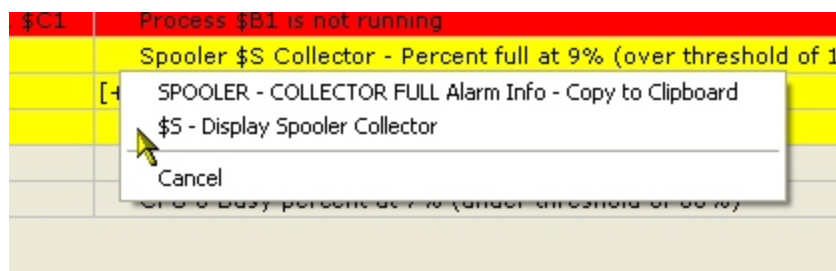 $C1 Process $B1 is not running
Spooler $S Collector - Percent full at 9% (over threshold of 1
[+
SPOOLER - COLLECTOR FULL Alarm Info - Copy to Clipboard
$S - Display Spooler Collector
Cancel
Busy percent at 7% (under threshold of